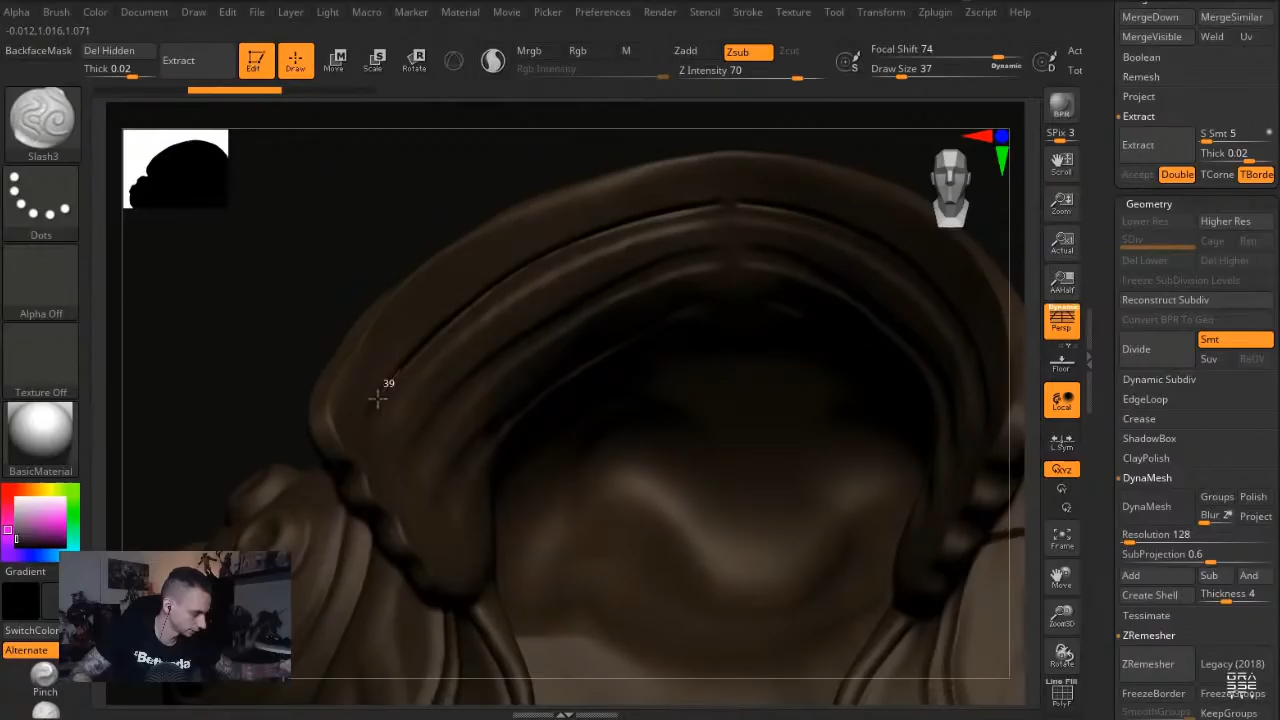 Alpha Brush Color Document Draw Edit File Layer Light Macro Marker Material Movie Picker Preferences Render Stencil Stroke Texture Tool Transform Zplugin Zscript Help
-0.012,1.016,1.071
BackfaceMask Del Hidden Extract Edit Draw Move Scale Rotate Mrgb Rgb M Zadd Zsub Zcut Focal Shift 74 Act
Thick 0.02 Rgb Intensity Z Intensity 70 Draw Size 37 Dynamic Tot
S D
Slash3
Dots
Alpha Off
Texture Off
BasicMaterial
Gradient
SwitchColor
Alternate
Pinch
39
"Bethesda
BPR
SPix 3
Scroll
Zoom
Actual
AAHalf
Dynamic
Persp
Floor
Local
L.Sym
XYZ
Frame
Move
Zoom3D
Rotate
Line Fill
PolyF
MergeDown MergeSimilar
MergeVisible Weld Uv
Boolean
Remesh
Project
Extract
Extract S Smt 5
Thick 0.02
Accept Double TCorne TBorde
Geometry
Lower Res Higher Res
SDiv Cage Rstr
Del Lower Del Higher
Freeze SubDivision Levels
Reconstruct Subdiv
Convert BPR To Geo
Divide Smt
Suv ReUV
Dynamic Subdiv
EdgeLoop
Crease
ShadowBox
ClayPolish
DynaMesh
DynaMesh Groups Polish
Blur 2 Project
Resolution 128
SubProjection 0.6
Add Sub And
Create Shell Thickness 4
Tessimate
ZRemesher
ZRemesher Legacy (2018)
FreezeBorder FreezeGroups
SmoothGroups KeepGroups